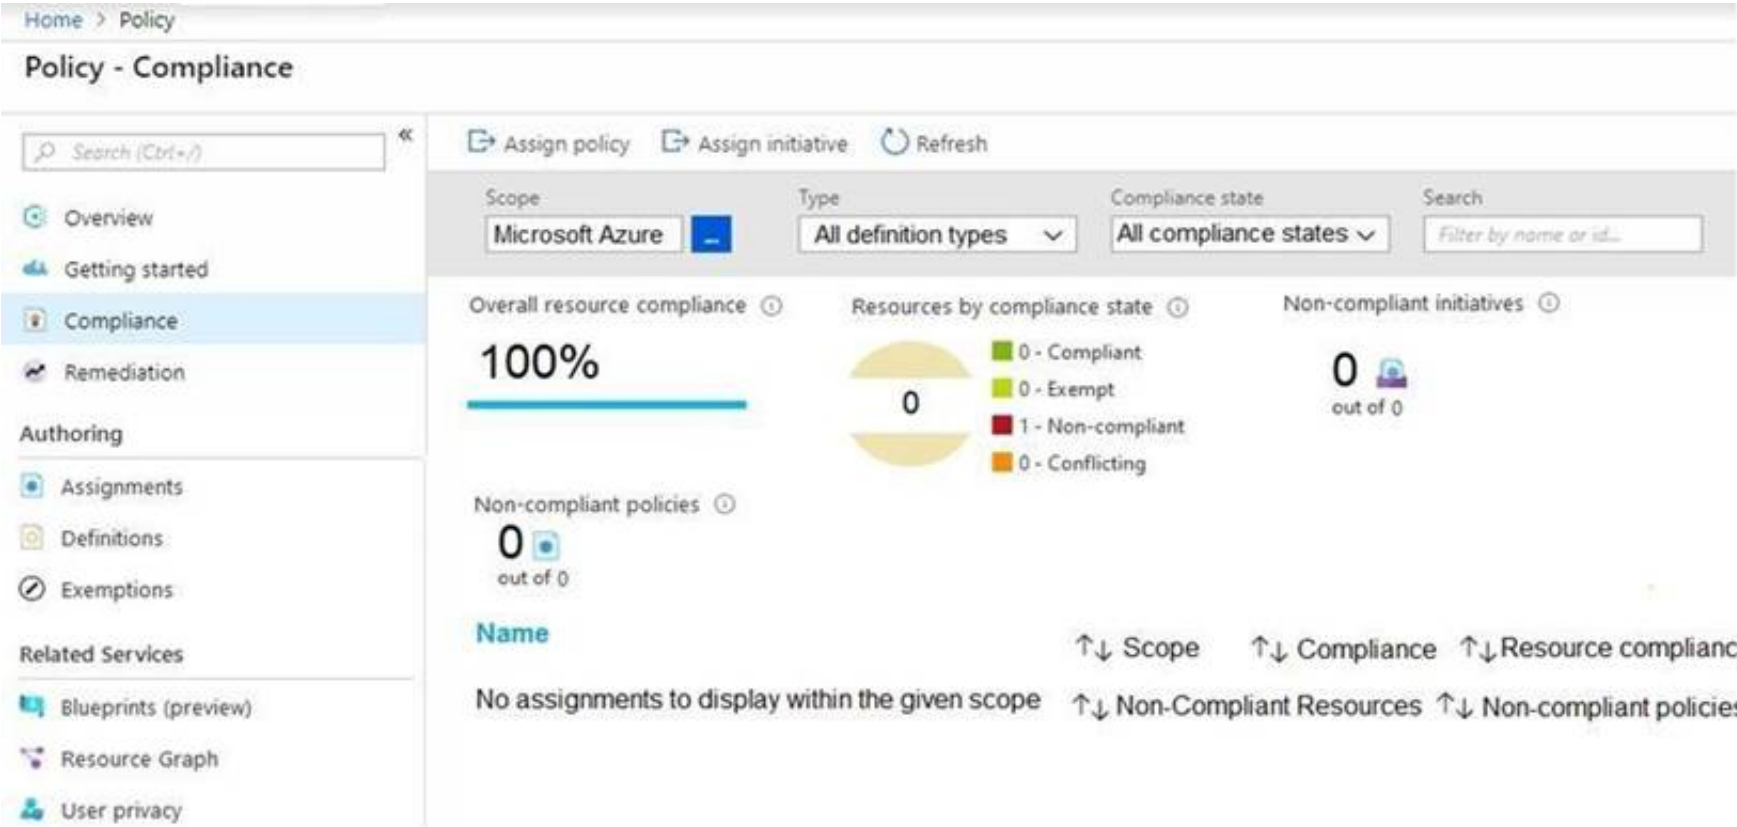 Home > Policy
Policy - Compliance
Search (Ctrl+/)
«
Overview
Getting started
Compliance
Remediation
Authoring
Assignments
Definitions
Exemptions
Related Services
Blueprints (preview)
Resource Graph
User privacy
Assign policy Assign initiative Refresh
Scope Type Compliance state Search
Microsoft Azure ... All definition types All compliance states Filter by name or id...
Overall resource compliance
100%
Resources by compliance state
0
0 - Compliant
0 - Exempt
1 - Non-compliant
0 - Conflicting
Non-compliant initiatives
0
out of 0
Non-compliant policies
0
out of 0
Name ↑↓ Scope ↑↓ Compliance ↑↓ Resource complianc
No assignments to display within the given scope ↑↓ Non-Compliant Resources ↑↓ Non-compliant policies